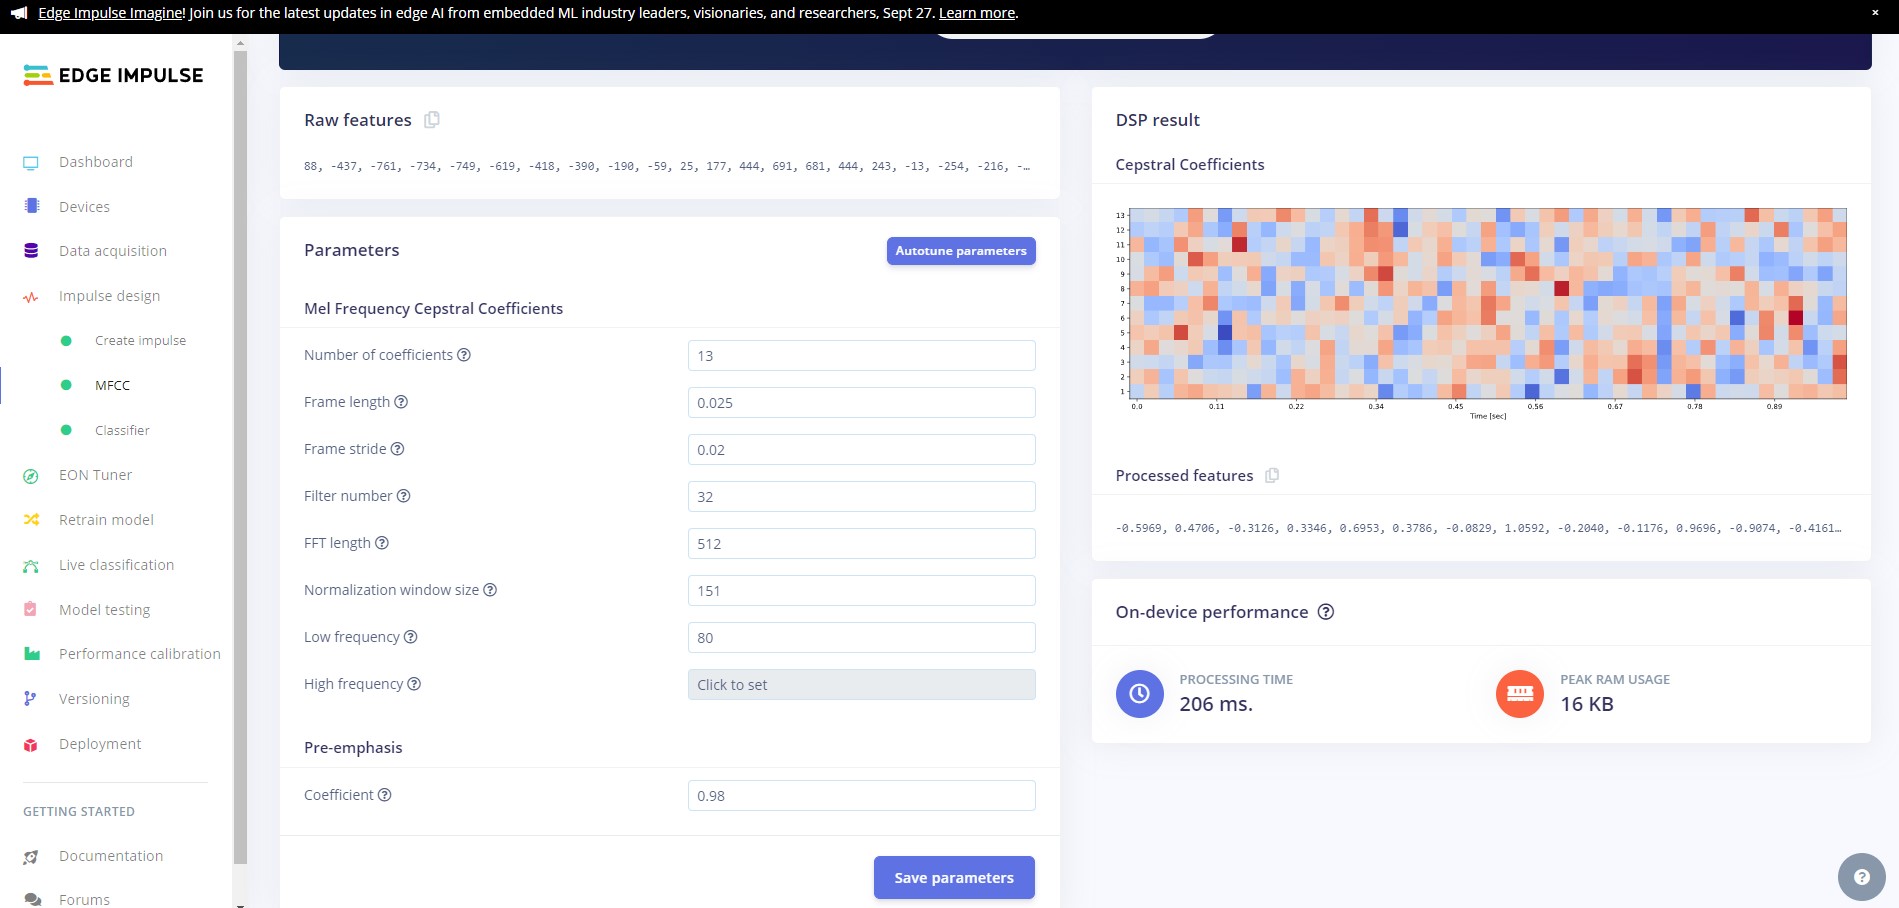 Edge Impulse Imagine! Join us for the latest updates in edge AI from embedded ML industry leaders, visionaries, and researchers, Sept 27. Learn more.
×
EDGE IMPULSE
Dashboard
Devices
Data acquisition
Impulse design
Create impulse
MFCC
Classifier
EON Tuner
Retrain model
Live classification
Model testing
Performance calibration
Versioning
Deployment
GETTING STARTED
Documentation
Forums
Raw features
88, -437, -761, -734, -749, -619, -418, -390, -190, -59, 25, 177, 444, 691, 681, 444, 243, -13, -254, -216, -…
Parameters
Autotune parameters
Mel Frequency Cepstral Coefficients
Number of coefficients ?
13
Frame length ?
0.025
Frame stride ?
0.02
Filter number ?
32
FFT length ?
512
Normalization window size ?
151
Low frequency ?
80
High frequency ?
Click to set
Pre-emphasis
Coefficient ?
0.98
Save parameters
DSP result
Cepstral Coefficients
13
12
11
10
9
8
7
6
5
4
3
2
1
0.0 0.11 0.22 0.34 0.45 0.56 0.67 0.78 0.89
Time [sec]
Processed features
-0.5969, 0.4706, -0.3126, 0.3346, 0.6953, 0.3786, -0.0829, 1.0592, -0.2040, -0.1176, 0.9696, -0.9074, -0.4161…
On-device performance ?
PROCESSING TIME
206 ms.
PEAK RAM USAGE
16 KB
?